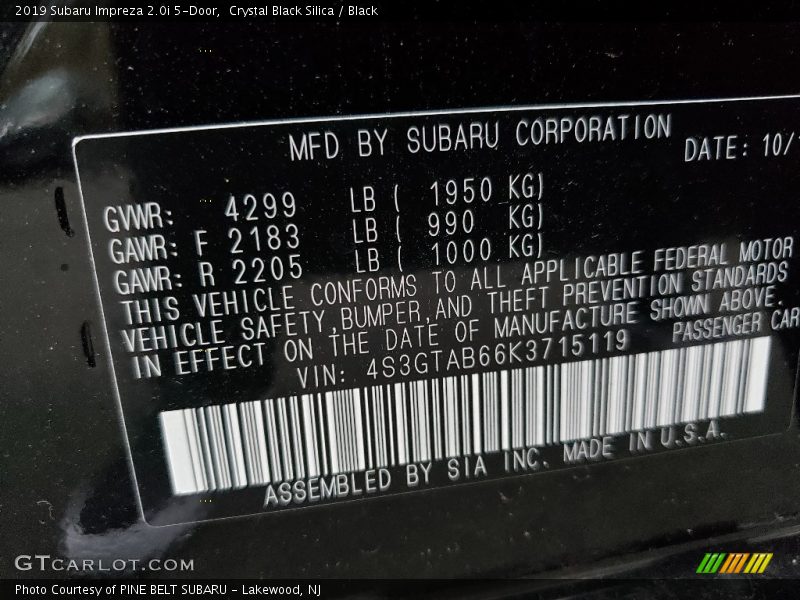 2019 Subaru Impreza 2.0i 5-Door,  Crystal Black Silica / Black
MFD BY SUBARU CORPORATION
DATE: 10/
GVWR: 4299 LB ( 1950 KG)
GAWR: F 2183 LB ( 990 KG)
GAWR: R 2205 LB ( 1000 KG)
THIS VEHICLE CONFORMS TO ALL APPLICABLE FEDERAL MOTOR
VEHICLE SAFETY,BUMPER,AND THEFT PREVENTION STANDARDS
IN EFFECT ON THE DATE OF MANUFACTURE SHOWN ABOVE.
VIN: 4S3GTAB66K3715119 PASSENGER CAR
ASSEMBLED BY SIA INC. MADE IN U.S.A.
GTCARLOT.COM
Photo Courtesy of PINE BELT SUBARU - Lakewood, NJ